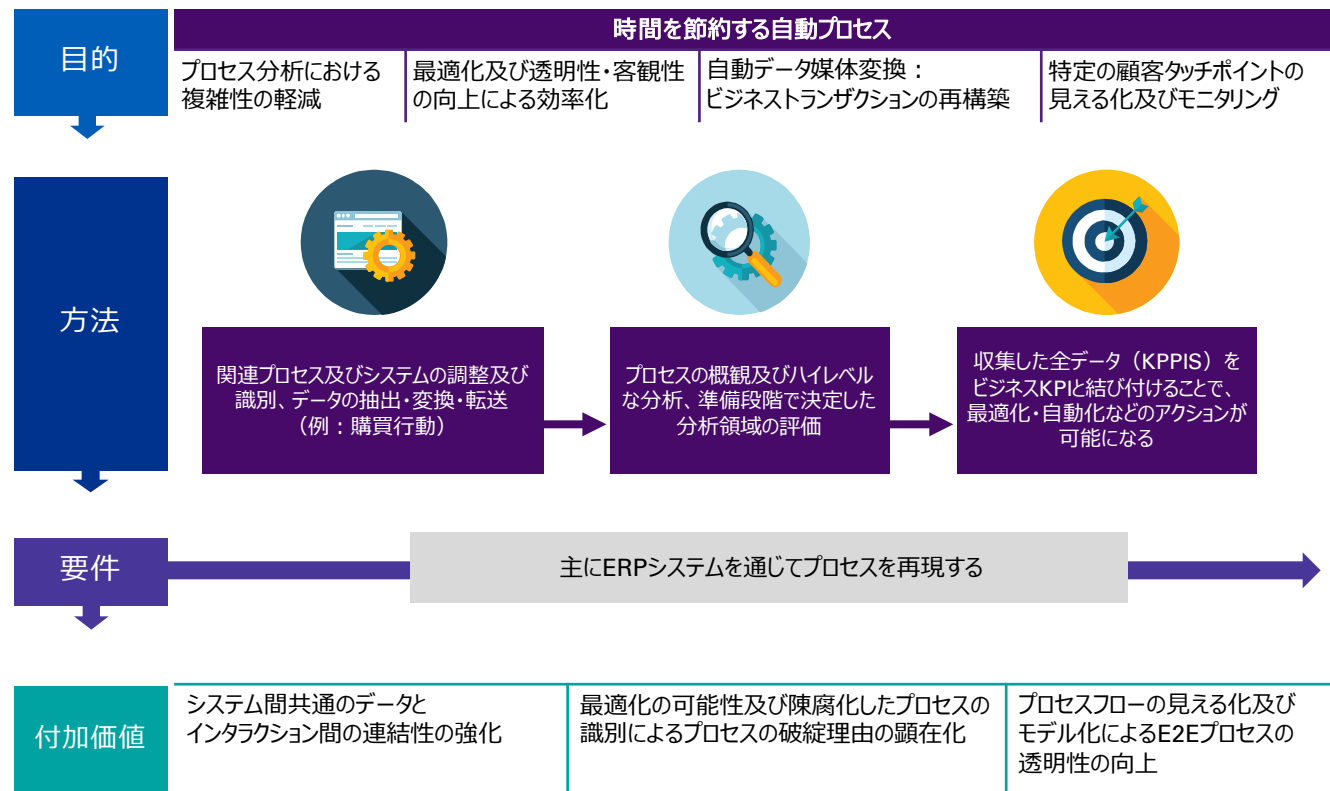 目的
時間を節約する自動プロセス
プロセス分析における
複雑性の軽減
最適化及び透明性・客観性
の向上による効率化
自動データ媒体変換：
ビジネストランザクションの再構築
特定の顧客タッチポイントの
見える化及びモニタリング
方法
関連プロセス及びシステムの調整及び
識別、データの抽出・変換・転送
（例：購買行動）
プロセスの概観及びハイレベル
な分析、準備段階で決定した
分析領域の評価
収集した全データ（KPPIS）を
ビジネスKPIと結び付けることで、
最適化・自動化などのアクションが
可能になる
要件
主にERPシステムを通じてプロセスを再現する
付加価値
システム間共通のデータと
インタラクション間の連結性の強化
最適化の可能性及び陳腐化したプロセスの
識別によるプロセスの破綻理由の顕在化
プロセスフローの見える化及び
モデル化によるE2Eプロセスの
透明性の向上